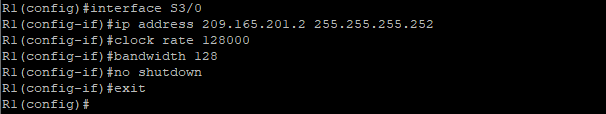 R1(config)#interface S3/0
R1(config-if)#ip address 209.165.201.2 255.255.255.252
R1(config-if)#clock rate 128000
R1(config-if)#bandwidth 128
R1(config-if)#no shutdown
R1(config-if)#exit
R1(config)#